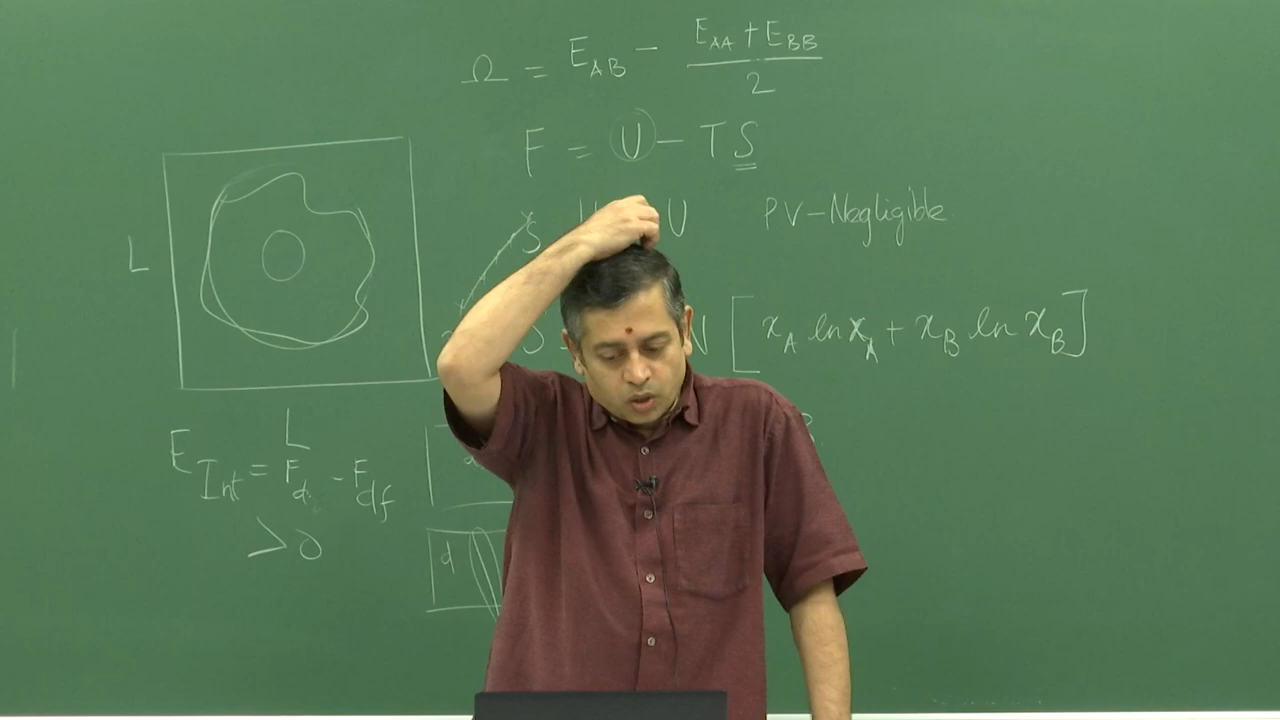 Ω = E_AB − (E_AA + E_BB) / 2
F = U − TS
U PV-Negligible
L
S N [x_A ln x_A + x_B ln x_B]
L
E_Int = F_d - F_df
> 0
d